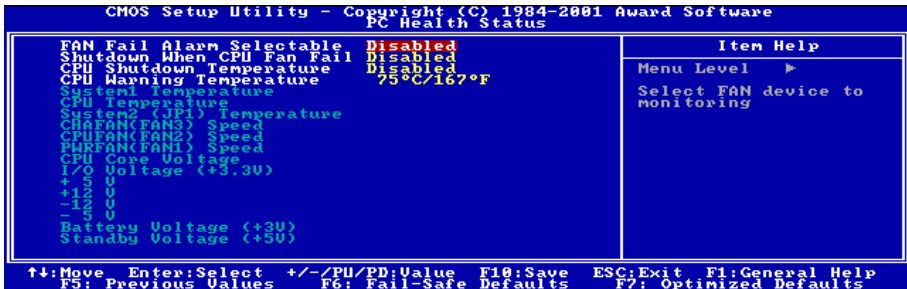 CMOS Setup Utility - Copyright (C) 1984-2001 Award Software
PC Health Status
FAN Fail Alarm Selectable Disabled
Shutdown When CPU Fan Fail Disabled
CPU Shutdown Temperature Disabled
CPU Warning Temperature 75°C/167°F
System1 Temperature
CPU Temperature
System2 (JP1) Temperature
CHAFAN(FAN3) Speed
CPUFAN(FAN2) Speed
PWRFAN(FAN1) Speed
CPU Core Voltage
I/O Voltage (+3.3V)
+ 5 V
+12 V
-12 V
- 5 V
Battery Voltage (+3V)
Standby Voltage (+5V)
Item Help
Menu Level ►
Select FAN device to
monitoring
↑↓:Move Enter:Select +/-/PU/PD:Value F10:Save ESC:Exit F1:General Help
F5: Previous Values F6: Fail-Safe Defaults F7: Optimized Defaults